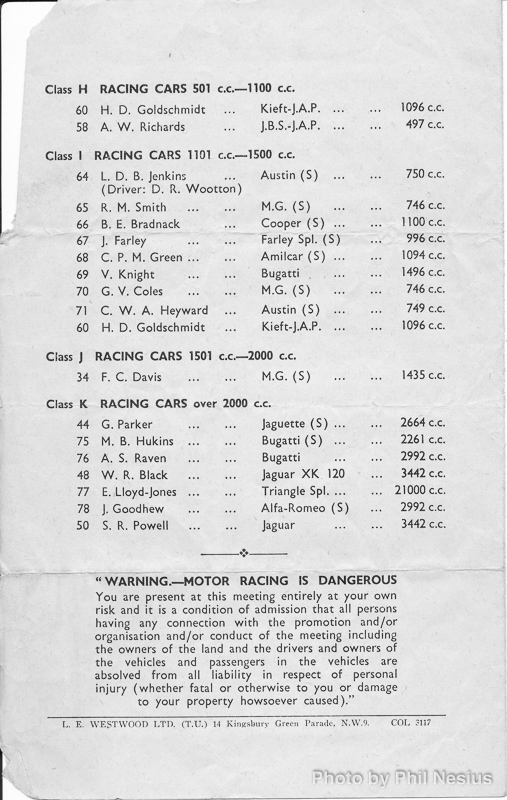 Class H RACING CARS 501 c.c.—1100 c.c.
60 H. D. Goldschmidt ... Kieft-J.A.P. ... ... 1096 c.c.
58 A. W. Richards ... J.B.S.-J.A.P. ... ... 497 c.c.
Class I RACING CARS 1101 c.c.—1500 c.c.
64 L. D. B. Jenkins ... Austin (S) ... ... 750 c.c.
(Driver: D. R. Wootton)
65 R. M. Smith ... ... M.G. (S) ... ... 746 c.c.
66 B. E. Bradnack ... Cooper (S) ... ... 1100 c.c.
67 J. Farley ... ... Farley Spl. (S) ... 996 c.c.
68 C. P. M. Green ... ... Amilcar (S) ... ... 1094 c.c.
69 V. Knight ... ... Bugatti ... ... 1496 c.c.
70 G. V. Coles ... ... M.G. (S) ... ... 746 c.c.
71 C. W. A. Heyward ... Austin (S) ... ... 749 c.c.
60 H. D. Goldschmidt ... Kieft-J.A.P. ... ... 1096 c.c.
Class J RACING CARS 1501 c.c.—2000 c.c.
34 F. C. Davis ... ... M.G. (S) ... ... 1435 c.c.
Class K RACING CARS over 2000 c.c.
44 G. Parker ... ... Jaguette (S) ... ... 2664 c.c.
75 M. B. Hukins ... ... Bugatti (S) ... ... 2261 c.c.
76 A. S. Raven ... ... Bugatti ... ... 2992 c.c.
48 W. R. Black ... ... Jaguar XK 120 ... 3442 c.c.
77 E. Lloyd-Jones ... ... Triangle Spl. ... ... 21000 c.c.
78 J. Goodhew ... ... Alfa-Romeo (S) ... 2992 c.c.
50 S. R. Powell ... ... Jaguar ... ... 3442 c.c.
"WARNING.—MOTOR RACING IS DANGEROUS
You are present at this meeting entirely at your own
risk and it is a condition of admission that all persons
having any connection with the promotion and/or
organisation and/or conduct of the meeting including
the owners of the land and the drivers and owners of
the vehicles and passengers in the vehicles are
absolved from all liability in respect of personal
injury (whether fatal or otherwise to you or damage
to your property howsoever caused)."
L. E. WESTWOOD LTD. (T.U.) 14 Kingsbury Green Parade, N.W.9. COL 3117
Photo by Phil Nesius